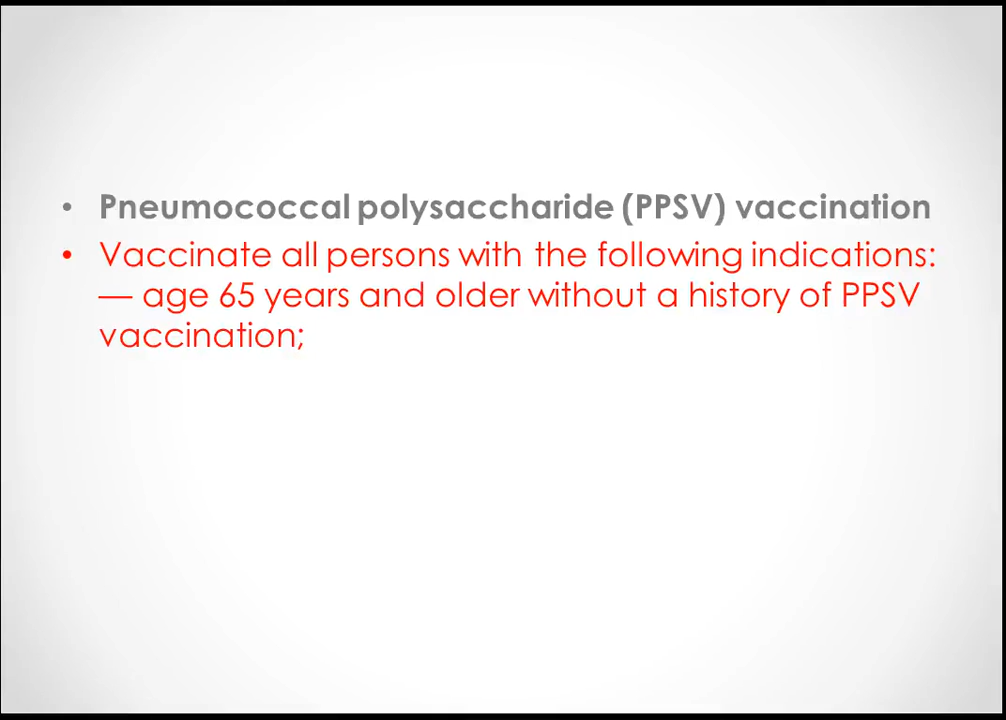 • Pneumococcal polysaccharide (PPSV) vaccination
• Vaccinate all persons with the following indications:
— age 65 years and older without a history of PPSV
vaccination;